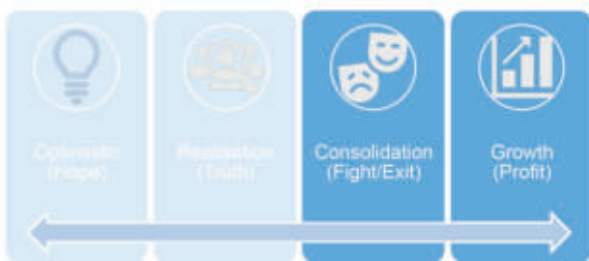 Optimistic
(Hope)
Realisation
(Truth)
Consolidation
(Fight/Exit)
Growth
(Profit)